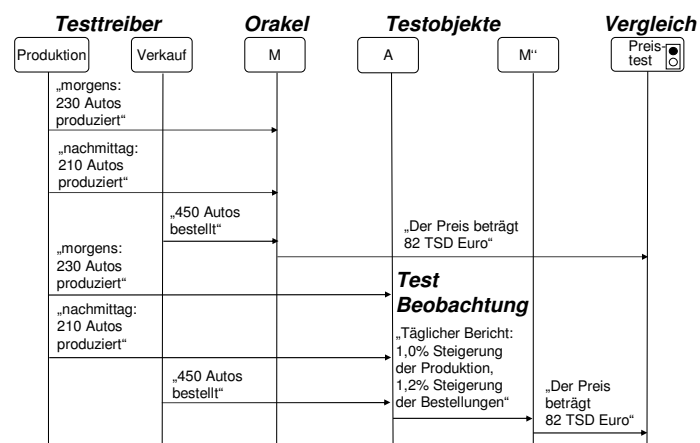 Testtreiber
Orakel
Testobjekte
Vergleich
Produktion
Verkauf
M
A
M“
Preis-
test
„morgens:
230 Autos
produziert“
„nachmittag:
210 Autos
produziert“
„450 Autos
bestellt“
„Der Preis beträgt
82 TSD Euro“
„morgens:
230 Autos
produziert“
Test
Beobachtung
„nachmittag:
210 Autos
produziert“
„Täglicher Bericht:
1,0% Steigerung
der Produktion,
1,2% Steigerung
der Bestellungen“
„450 Autos
bestellt“
„Der Preis
beträgt
82 TSD Euro“